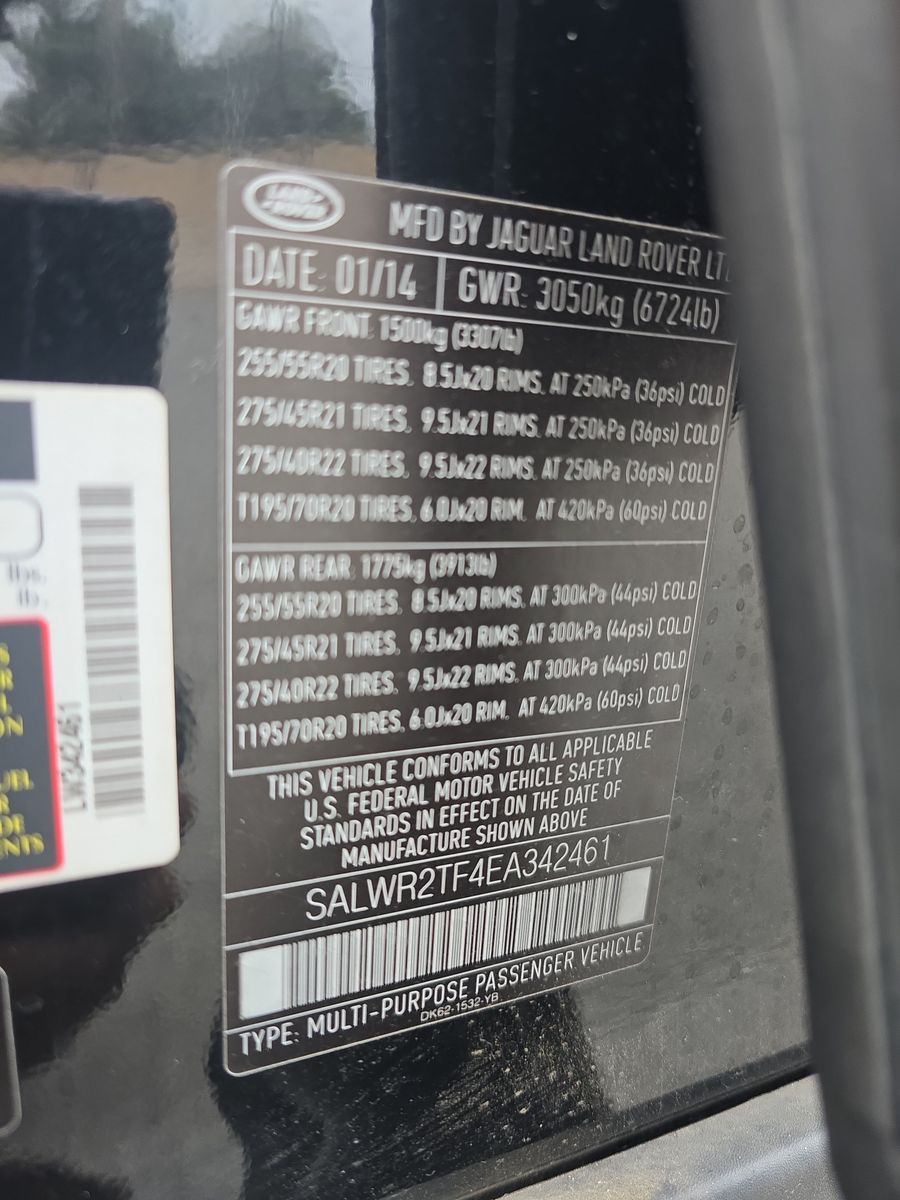 LAND ROVER
MFD BY JAGUAR LAND ROVER LT
DATE: 01/14 GWR: 3050kg (6724lb)
GAWR FRONT: 1500kg (3307lb)
255/55R20 TIRES, 8.5Jx20 RIMS, AT 250kPa (36psi) COLD
275/45R21 TIRES, 9.5Jx21 RIMS, AT 250kPa (36psi) COLD
275/40R22 TIRES, 9.5Jx22 RIMS, AT 250kPa (36psi) COLD
T195/70R20 TIRES, 6.0Jx20 RIM, AT 420kPa (60psi) COLD
GAWR REAR: 1775kg (3913lb)
255/55R20 TIRES, 8.5Jx20 RIMS, AT 300kPa (44psi) COLD
275/45R21 TIRES, 9.5Jx21 RIMS, AT 300kPa (44psi) COLD
275/40R22 TIRES, 9.5Jx22 RIMS, AT 300kPa (44psi) COLD
T195/70R20 TIRES, 6.0Jx20 RIM, AT 420kPa (60psi) COLD
THIS VEHICLE CONFORMS TO ALL APPLICABLE
U.S. FEDERAL MOTOR VEHICLE SAFETY
STANDARDS IN EFFECT ON THE DATE OF
MANUFACTURE SHOWN ABOVE
SALWR2TF4EA342461
TYPE: MULTI-PURPOSE PASSENGER VEHICLE
DK62-1532-YB
lbs.
lb.